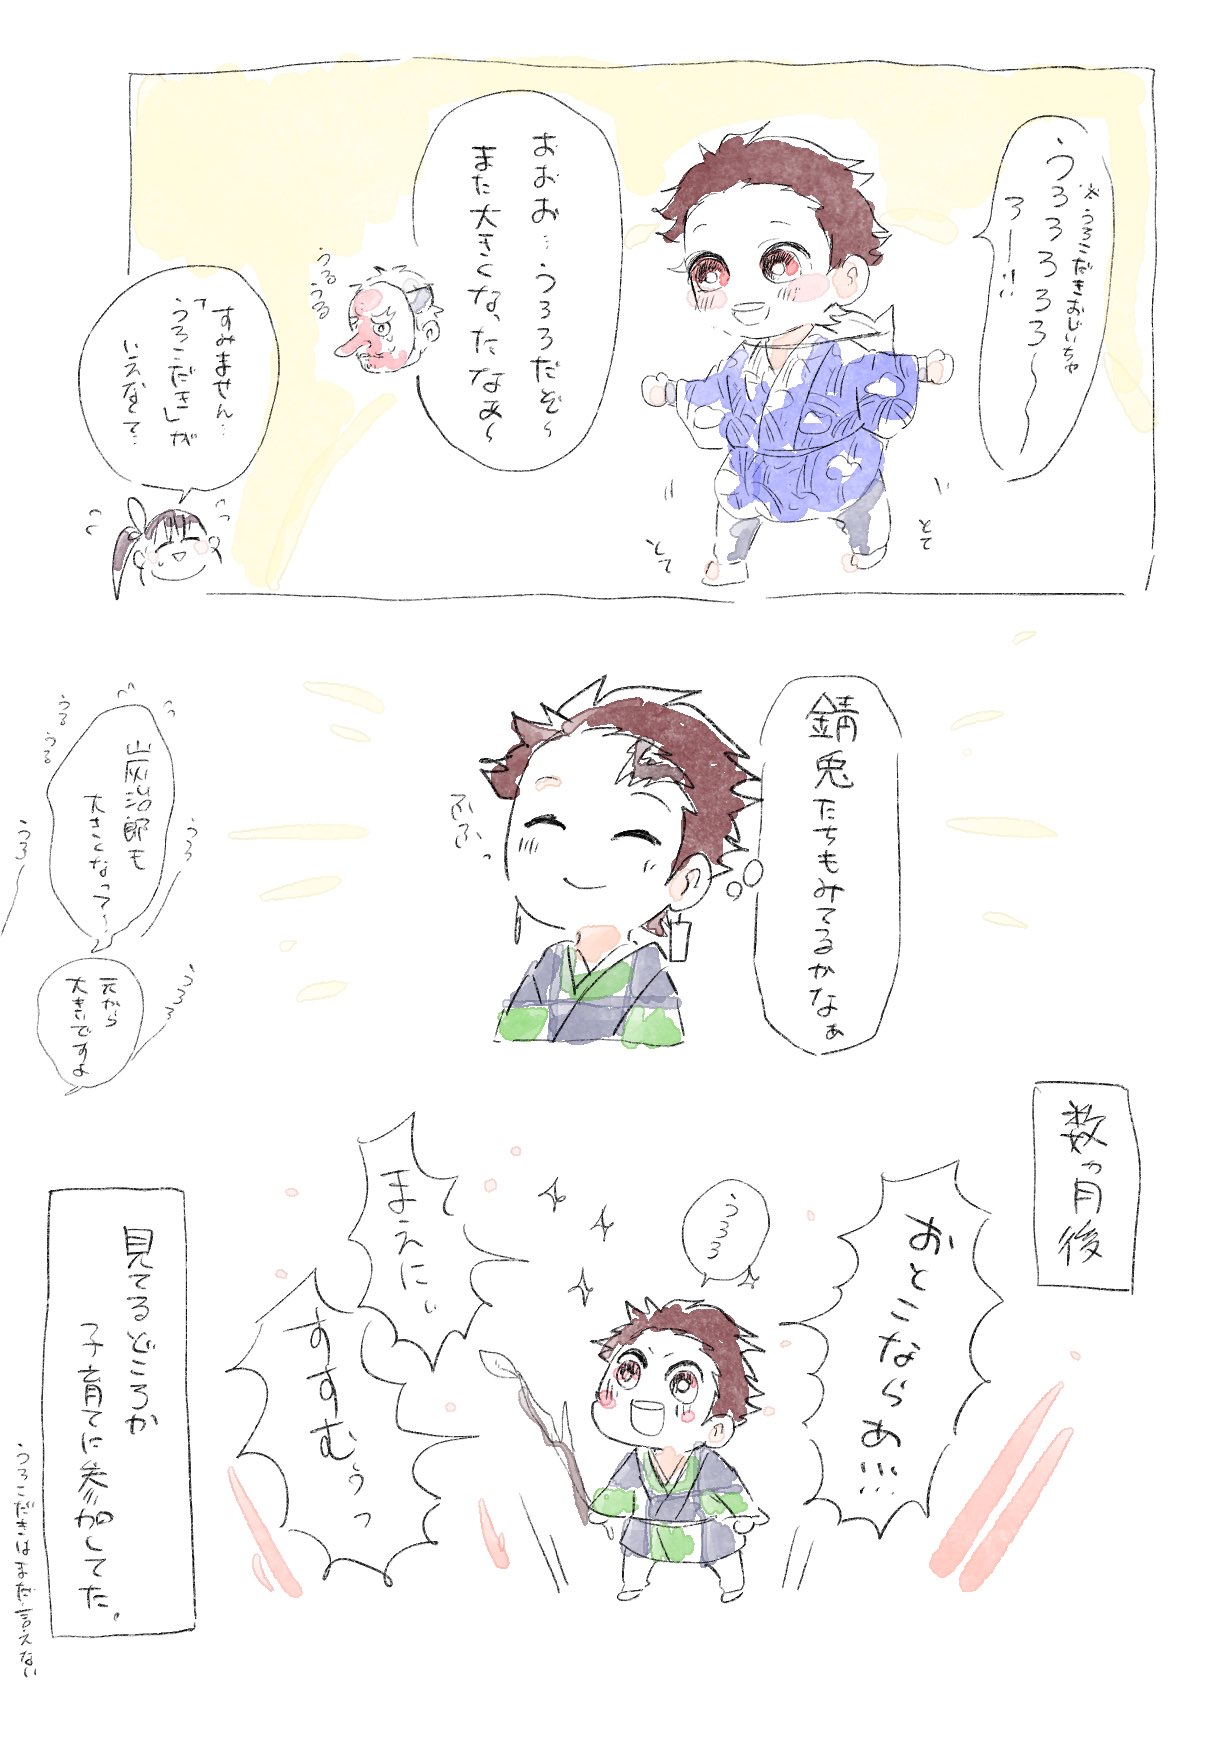 うろろろろろ〜
ろー!!
※うろこだきおじいちゃ
おおお…うろろだぞ〜
また大きくな、たなぁ〜
うるうる
すみません…
「うろこだき」が
いえなくて…
とて
とて
錆兎たちもみてるかなぁ
ふふっ
炭治郎も
大きくなって〜
うるうる
うろっ
うろ〜
元から
大きいですよ
うろろ
数ヵ月後
おとこならぁ!!!
うろろろ
まえにぃ
すすむぅっ
見てるどころか
子育てに参加してた。
うろこだきはまだ言えない